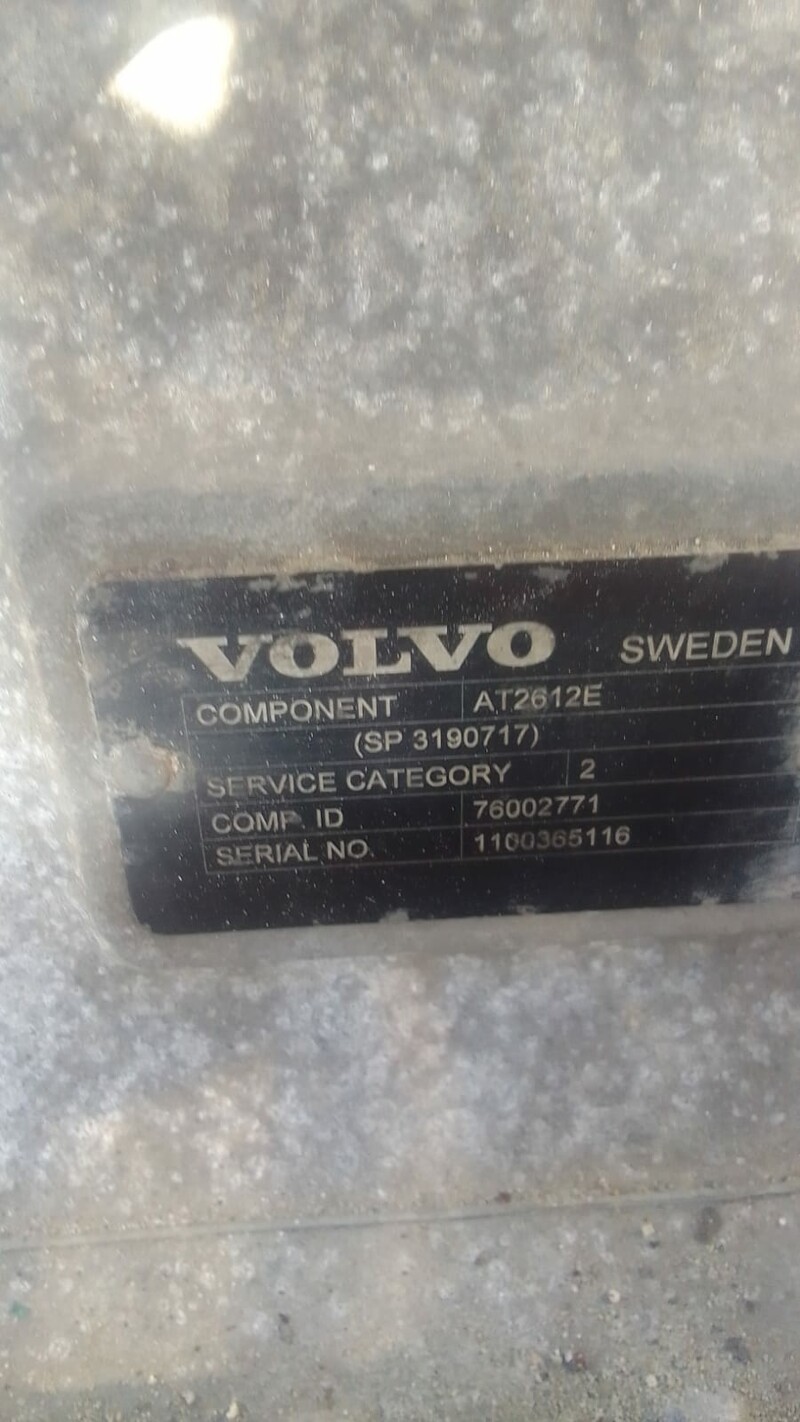 VOLVO SWEDEN
COMPONENT AT2612E
(SP 3190717)
SERVICE CATEGORY 2
COMP. ID 76002771
SERIAL NO. 1100365116